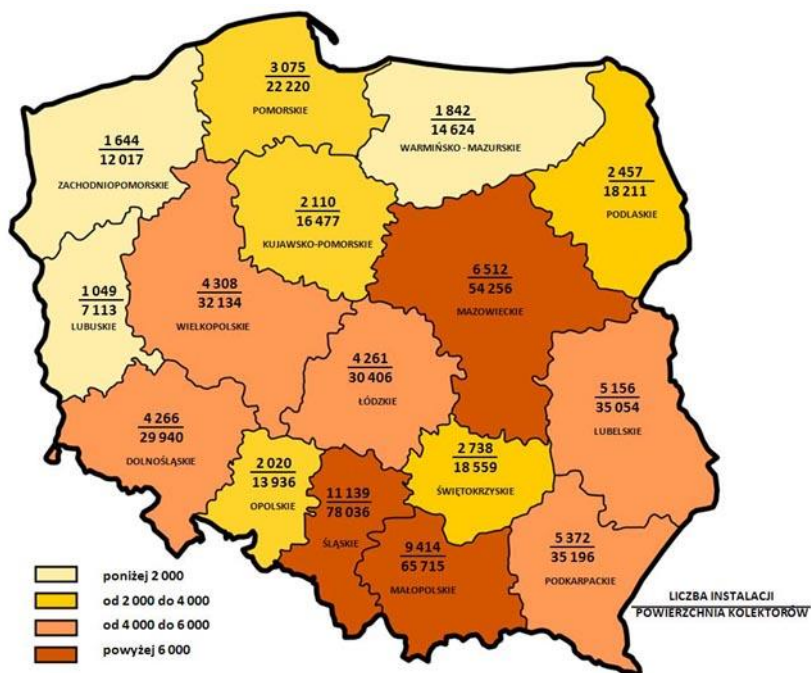 3 075
22 220
POMORSKIE
1 842
14 624
WARMIŃSKO - MAZURSKIE
1 644
12 017
ZACHODNIOPOMORSKIE
2 457
18 211
PODLASKIE
2 110
16 477
KUJAWSKO-POMORSKIE
6 512
54 256
MAZOWIECKIE
4 308
32 134
WIELKOPOLSKIE
1 049
7 113
LUBUSKIE
4 261
30 406
ŁÓDZKIE
5 156
35 054
LUBELSKIE
4 266
29 940
DOLNOŚLĄSKIE
2 020
13 936
OPOLSKIE
2 738
18 559
ŚWIĘTOKRZYSKIE
11 139
78 036
ŚLĄSKIE
9 414
65 715
MAŁOPOLSKIE
5 372
35 196
PODKARPACKIE
poniżej 2 000
od 2 000 do 4 000
od 4 000 do 6 000
powyżej 6 000
LICZBA INSTALACJI
POWIERZCHNIA KOLEKTORÓW